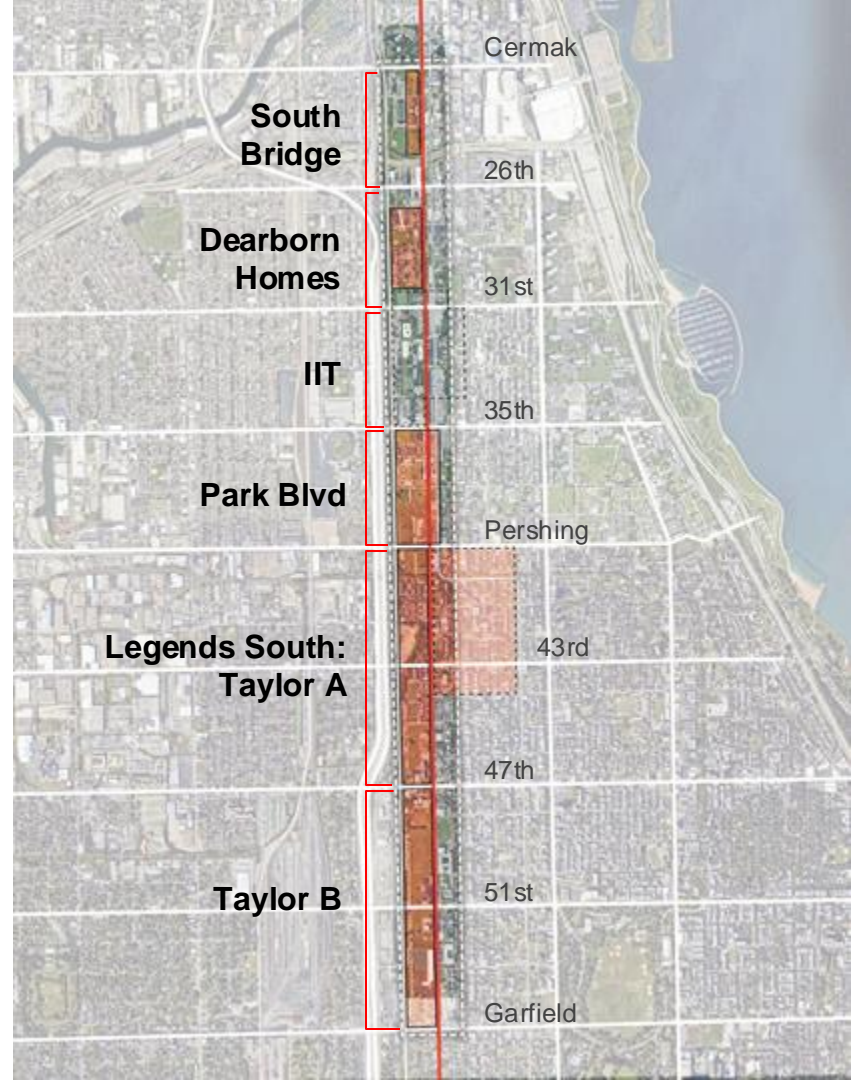 Cermak
South
Bridge
26th
Dearborn
Homes
31st
IIT
35th
Park Blvd
Pershing
Legends South:
Taylor A
43rd
47th
Taylor B
51st
Garfield